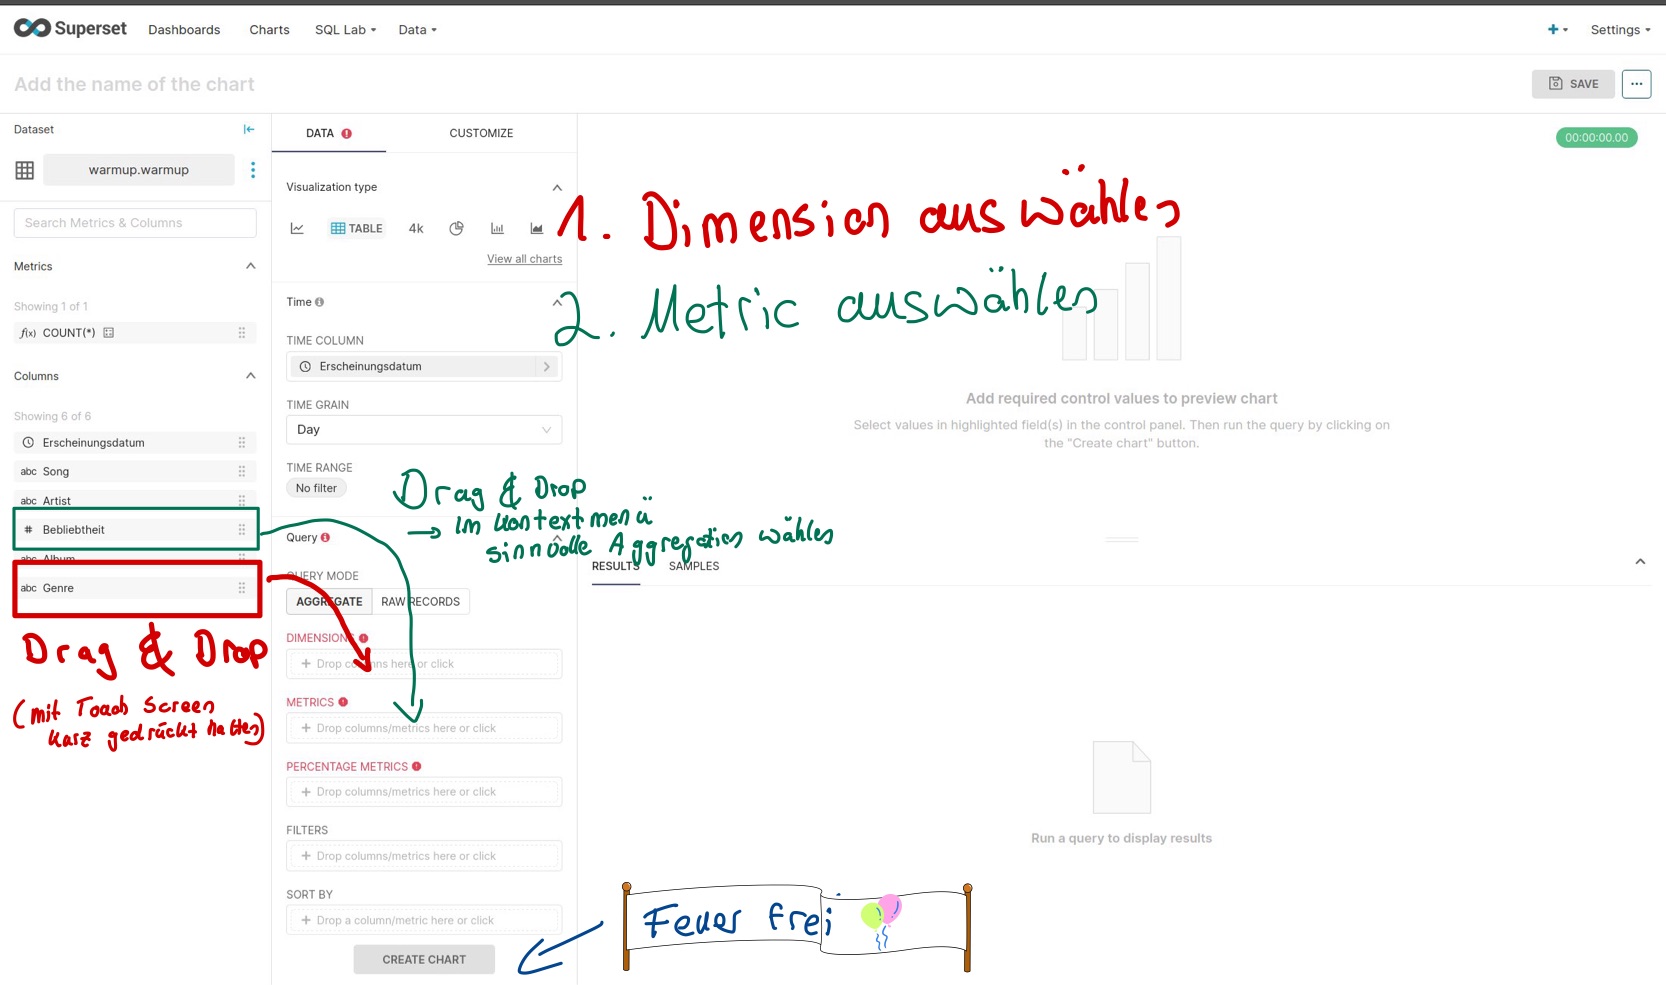 Superset Dashboards Charts SQL Lab Data Settings
Add the name of the chart
SAVE
Dataset
warmup.warmup
Search Metrics & Columns
Metrics
Showing 1 of 1
f(x) COUNT(*)
Columns
Showing 6 of 6
Erscheinungsdatum
abc Song
abc Artist
# Bebliebtheit
abc Album
abc Genre
Drag & Drop
(mit Touch Screen
kurz gedrückt halten)
DATA CUSTOMIZE
Visualization type
TABLE 4k
View all charts
Time
TIME COLUMN
Erscheinungsdatum
TIME GRAIN
Day
TIME RANGE
No filter
Query
QUERY MODE
AGGREGATE RAW RECORDS
DIMENSIONS
+ Drop columns here or click
METRICS
+ Drop columns/metrics here or click
PERCENTAGE METRICS
+ Drop columns/metrics here or click
FILTERS
+ Drop columns/metrics here or click
SORT BY
+ Drop a column/metric here or click
CREATE CHART
00:00:00.00
1. Dimension auswählen
2. Metric auswählen
Add required control values to preview chart
Select values in highlighted field(s) in the control panel. Then run the query by clicking on
the "Create chart" button.
Drag & Drop
→ im Kontextmenü
sinnvolle Aggregation wählen
RESULTS SAMPLES
Run a query to display results
Feuer frei